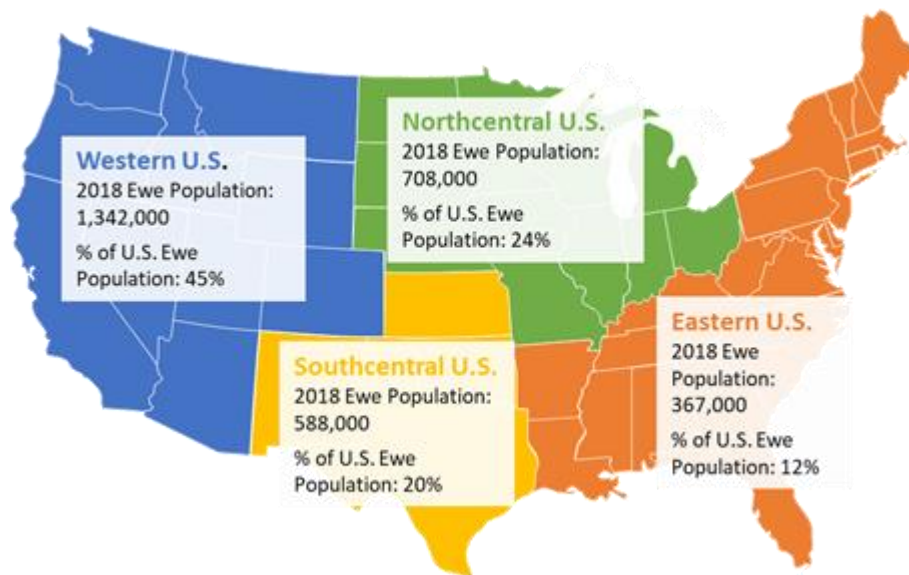 Western U.S.
2018 Ewe Population:
1,342,000
% of U.S. Ewe
Population: 45%
Northcentral U.S.
2018 Ewe Population:
708,000
% of U.S. Ewe
Population: 24%
Southcentral U.S.
2018 Ewe Population:
588,000
% of U.S. Ewe
Population: 20%
Eastern U.S.
2018 Ewe
Population:
367,000
% of U.S. Ewe
Population: 12%